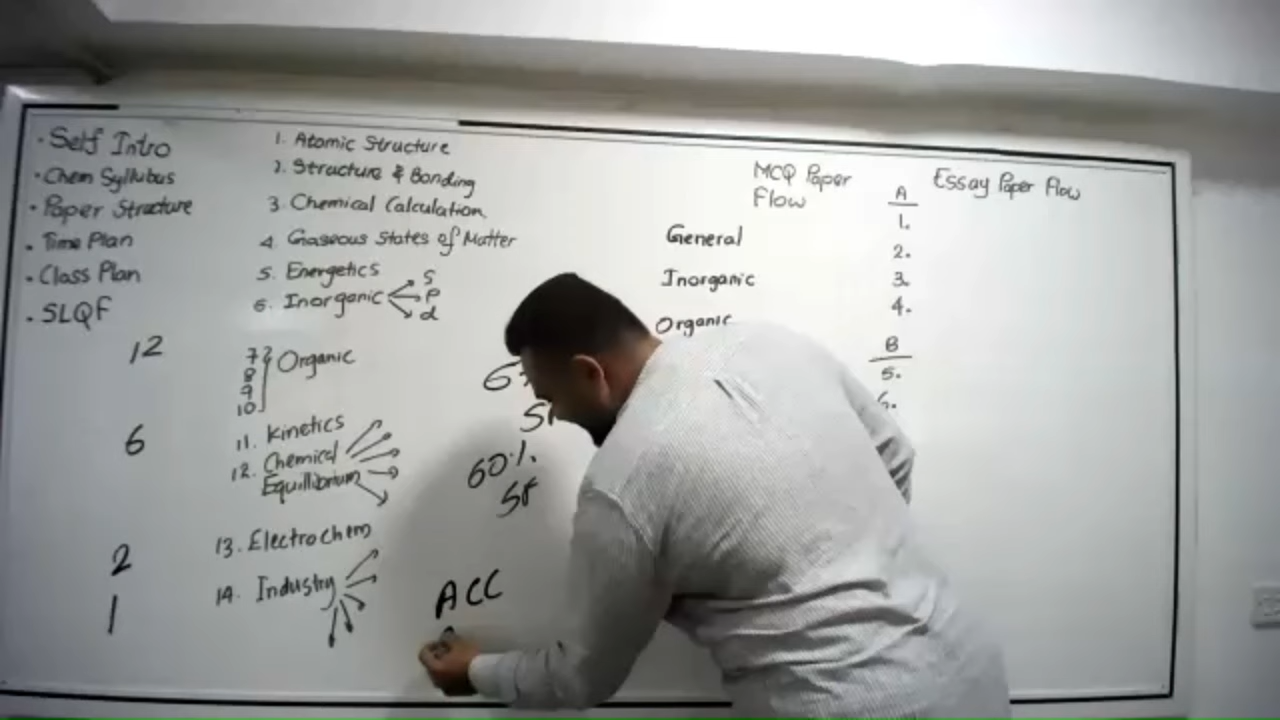 · Self Intro
· Chem Syllubus
· Paper Structure
· Time Plan
· Class Plan
· SLQF
12
6
2
1
1. Atomic Structure
2. Structure & Bonding
3. Chemical Calculation
4. Gaseous States of Matter
5. Energetics
6. Inorganic
s
p
d
7
8
9
10
Organic
11. Kinetics
12. Chemical
Equillibrium
13. Electrochem
14. Industry
60%
ACC
MCQ Paper
Flow
General
Inorganic
Organic
Essay Paper Flow
A
1.
2.
3.
4.
B
5.
6.